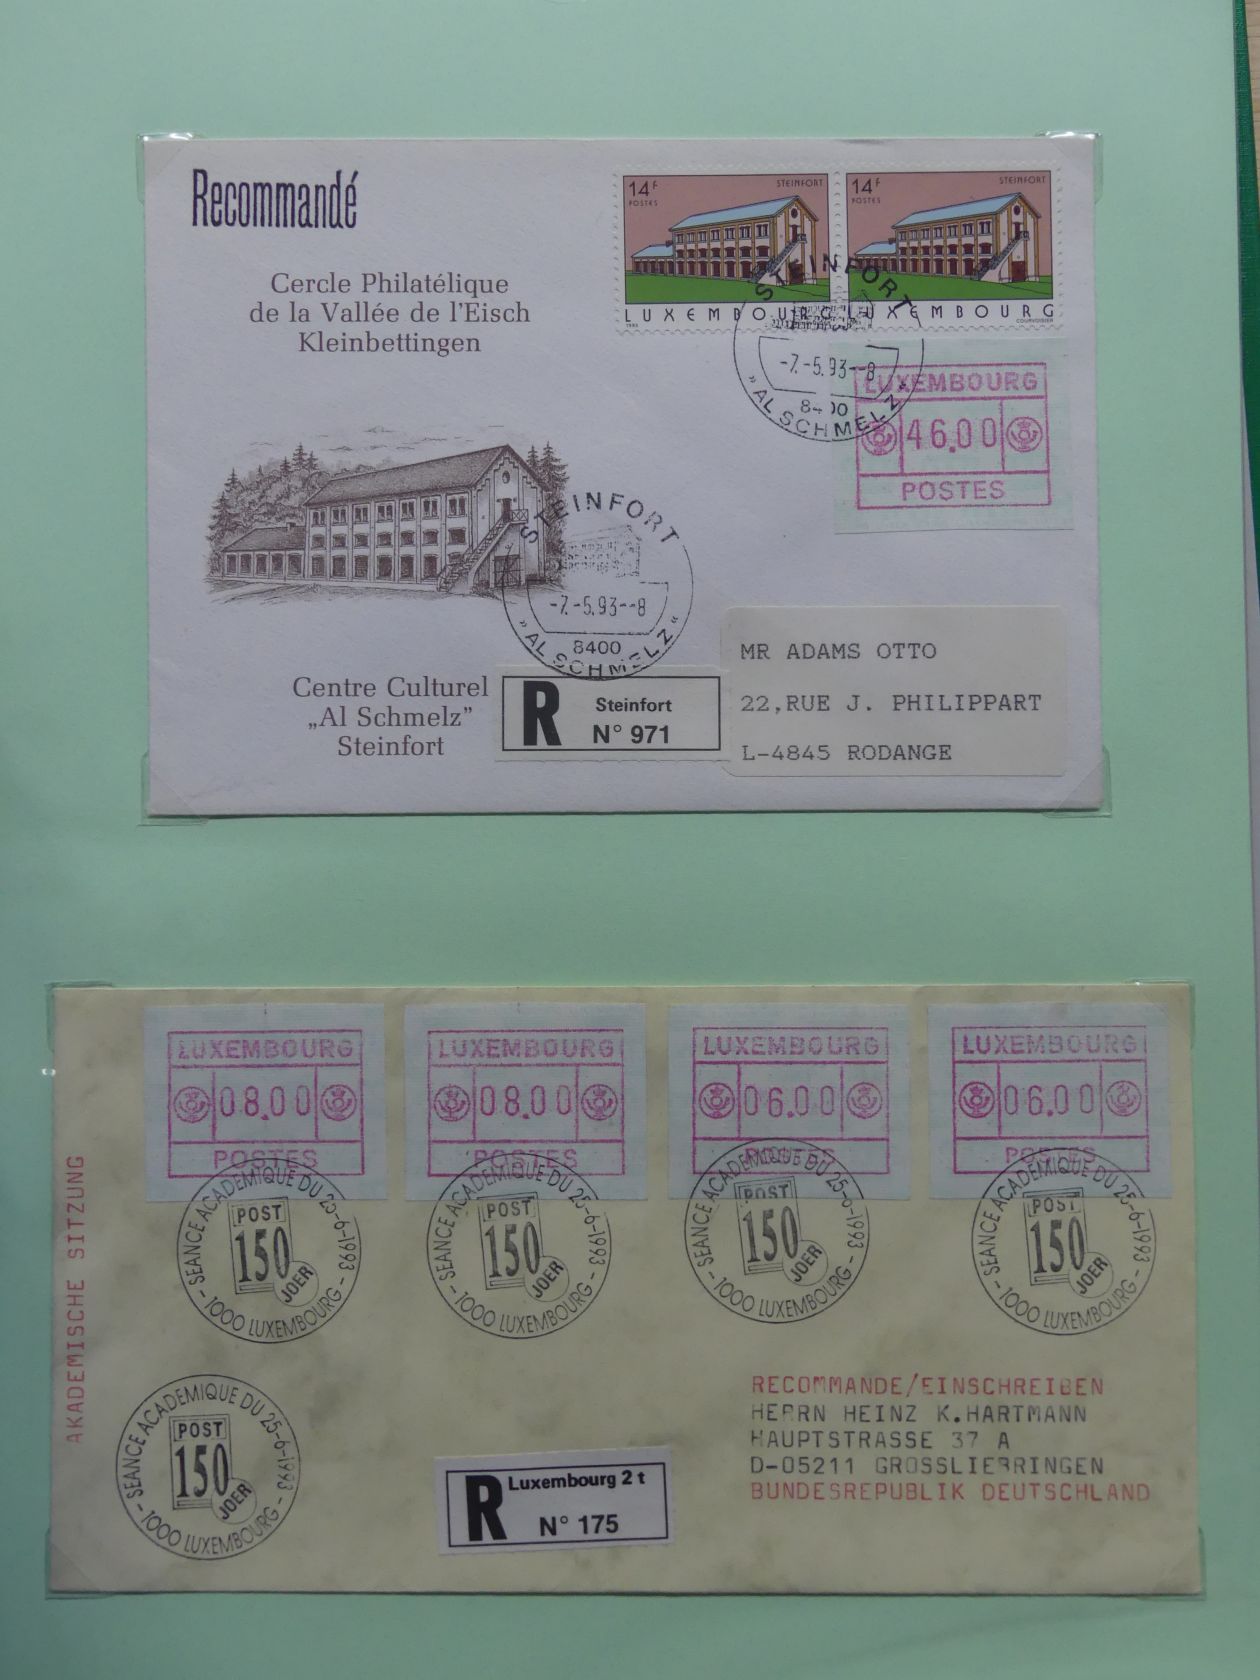 Recommandé
Cercle Philatélique
de la Vallée de l'Eisch
Kleinbettingen
14F
POSTES
STEINFORT
LUXEMBOURG
1993
14F
POSTES
STEINFORT
LUXEMBOURG
COURVOISIER
STEINFORT
-7.-5.93--8
8400
"AL SCHMELZ"
LUXEMBOURG
46.00
POSTES
STEINFORT
-7.-5.93--8
8400
"AL SCHMELZ"
Centre Culturel
„Al Schmelz”
Steinfort
R Steinfort
N° 971
MR ADAMS OTTO
22,RUE J. PHILIPPART
L-4845 RODANGE
LUXEMBOURG
08.00
POSTES
LUXEMBOURG
08.00
POSTES
LUXEMBOURG
06.00
POSTES
LUXEMBOURG
06.00
POSTES
- SEANCE ACADEMIQUE DU 25-6-1993
POST
150
JOER
- 1000 LUXEMBOURG -
- SEANCE ACADEMIQUE DU 25-6-1993
POST
150
JOER
- 1000 LUXEMBOURG -
- SEANCE ACADEMIQUE DU 25-6-1993
POST
150
JOER
- 1000 LUXEMBOURG -
- SEANCE ACADEMIQUE DU 25-6-1993
POST
150
JOER
- 1000 LUXEMBOURG -
AKADEMISCHE SITZUNG
- SEANCE ACADEMIQUE DU 25-6-1993
POST
150
JOER
- 1000 LUXEMBOURG -
R Luxembourg 2 t
N° 175
RECOMMANDE/EINSCHREIBEN
HERRN HEINZ K.HARTMANN
HAUPTSTRASSE 37 A
D-05211 GROSSLIEBRINGEN
BUNDESREPUBLIK DEUTSCHLAND